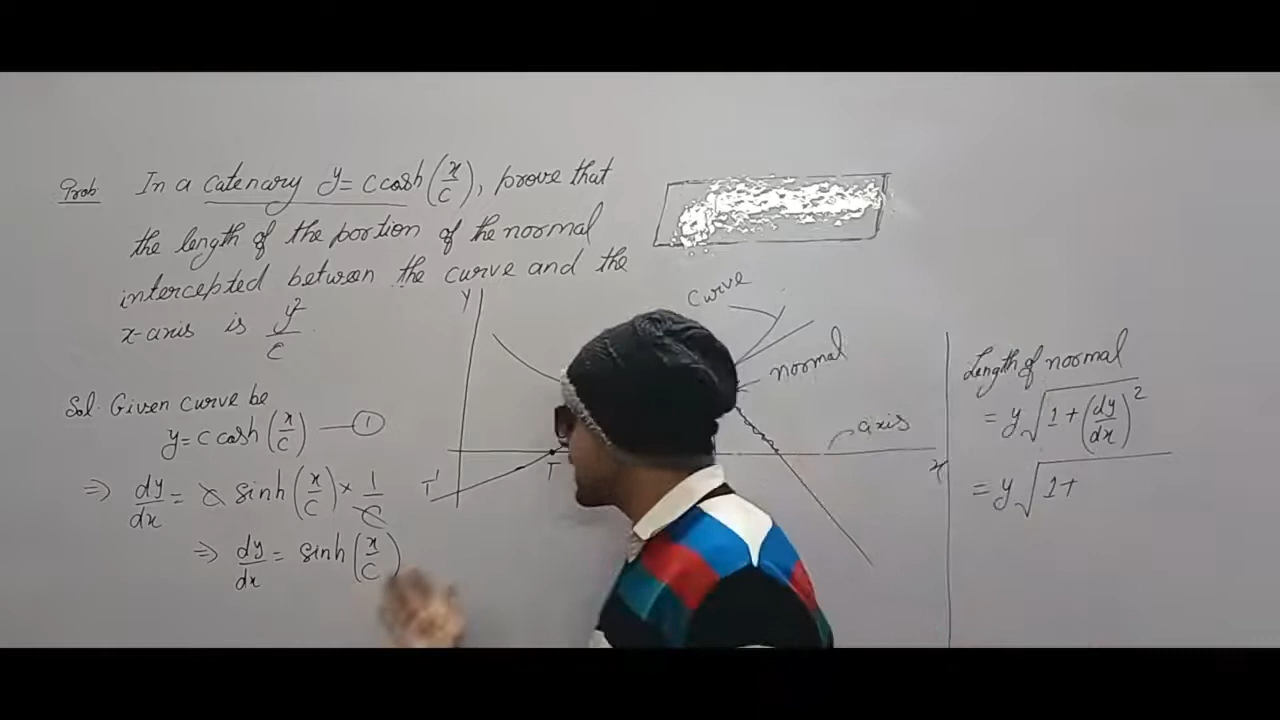 Prob. In a catenary y = c cosh (x/c), prove that
the length of the portion of the normal
intercepted between the curve and the
x-axis is y²/c.
Sol. Given curve be
y = c cosh (x/c) — ①
⇒ dy/dx = c sinh (x/c) × 1/c
⇒ dy/dx = sinh (x/c)
Y
curve
normal
axis
x
T
T'
Length of normal
= y √(1 + (dy/dx)²)
= y √(1 +